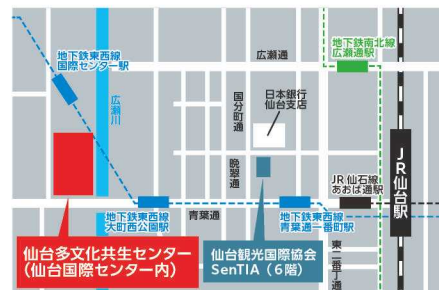 地下鉄東西線
国際センター駅
広瀬通
地下鉄南北線
広瀬通駅
広瀬川
国分町通
日本銀行
仙台支店
晩翠通
JR仙石線
あおば通駅
JR仙台駅
地下鉄東西線
大町西公園駅
青葉通
地下鉄東西線
青葉通一番町駅
東二番丁通
仙台多文化共生センター
(仙台国際センター内)
仙台観光国際協会
SenTIA(6階)